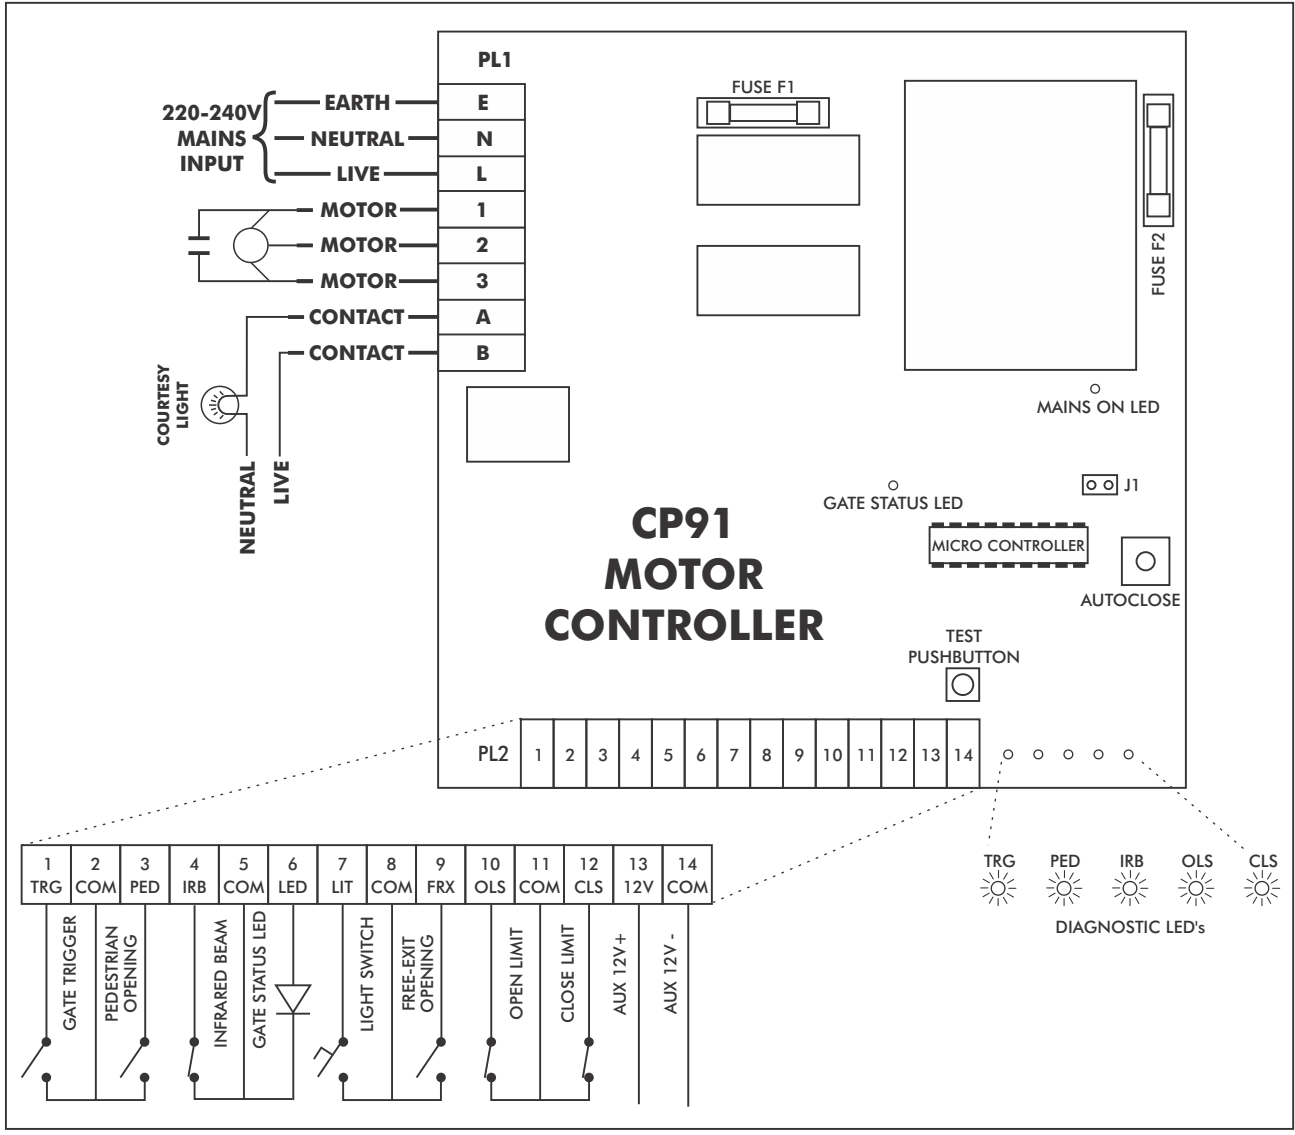 PL1
220-240V
MAINS
INPUT
EARTH
E
NEUTRAL
N
LIVE
L
MOTOR
1
MOTOR
2
MOTOR
3
CONTACT
A
CONTACT
B
COURTESY
LIGHT
NEUTRAL
LIVE
FUSE F1
FUSE F2
MAINS ON LED
GATE STATUS LED
J1
MICRO CONTROLLER
AUTOCLOSE
CP91
MOTOR
CONTROLLER
TEST
PUSHBUTTON
PL2 1 2 3 4 5 6 7 8 9 10 11 12 13 14
1 2 3 4 5 6 7 8 9 10 11 12 13 14
TRG COM PED IRB COM LED LIT COM FRX OLS COM CLS 12V COM
GATE TRIGGER
PEDESTRIAN
OPENING
INFRARED BEAM
GATE STATUS LED
LIGHT SWITCH
FREE-EXIT
OPENING
OPEN LIMIT
CLOSE LIMIT
AUX 12V+
AUX 12V -
TRG PED IRB OLS CLS
DIAGNOSTIC LED's